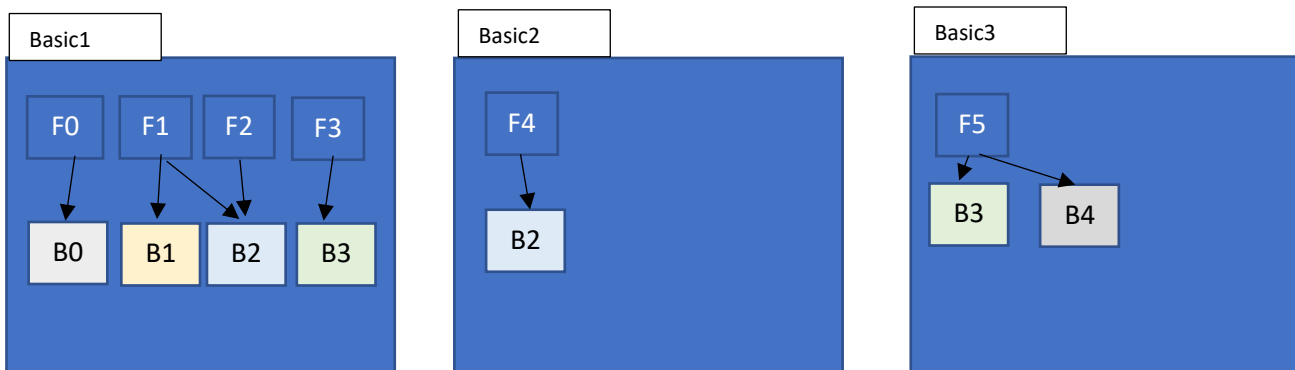 Basic1
F0 F1 F2 F3
B0 B1 B2 B3
Basic2
F4
B2
Basic3
F5
B3 B4